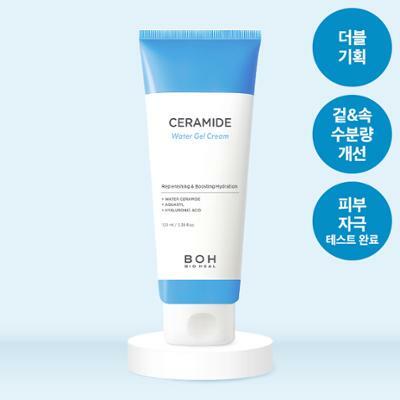 더블
기획
CERAMIDE
Water Gel Cream
겉&속
수분량
개선
Replenishing & Boosting Hydration
+ WATER CERAMIDE
+ AQUAXYL
+ HYALURONIC ACID
BOH
BIO HEAL
피부
자극
테스트 완료